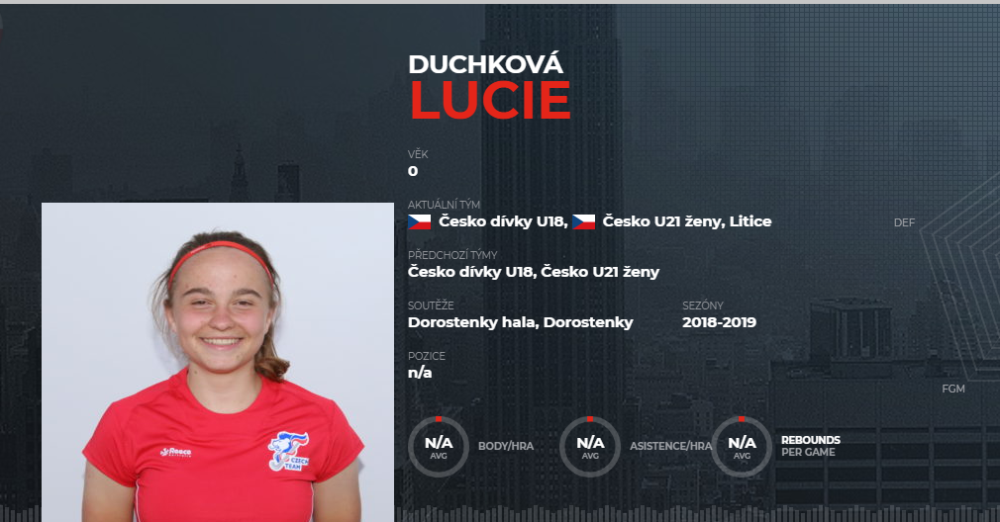 DUCHKOVÁ
LUCIE
VĚK
0
AKTUÁLNÍ TÝM
Česko dívky U18, Česko U21 ženy, Litice
DEF
PŘEDCHOZÍ TÝMY
Česko dívky U18, Česko U21 ženy
SOUTĚŽE
SEZÓNY
Dorostenky hala, Dorostenky
2018-2019
POZICE
n/a
FGM
N/A
AVG
BODY/HRA
N/A
AVG
ASISTENCE/HRA
N/A
AVG
REBOUNDS
PER GAME
Reece
CZECH
TEAM